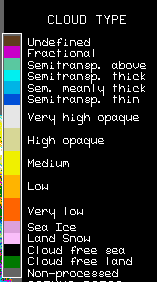 CLOUD TYPE
Undefined
Fractional
Semitransp. above
Semitransp. thick
Sem. meanly thick
Semitransp. thin
Very high opaque
High opaque
Medium
Low
Very low
Sea Ice
Land Snow
Cloud free sea
Cloud free land
Non-processed